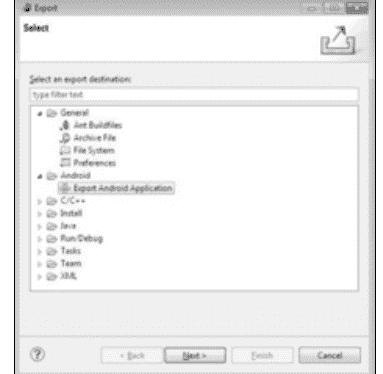 Export
Select
Select an export destination:
type filter text
General
Ant Buildfiles
Archive File
File System
Preferences
Android
Export Android Application
C/C++
Install
Java
Run/Debug
Tasks
Team
XML
?
< Back
Next >
Finish
Cancel